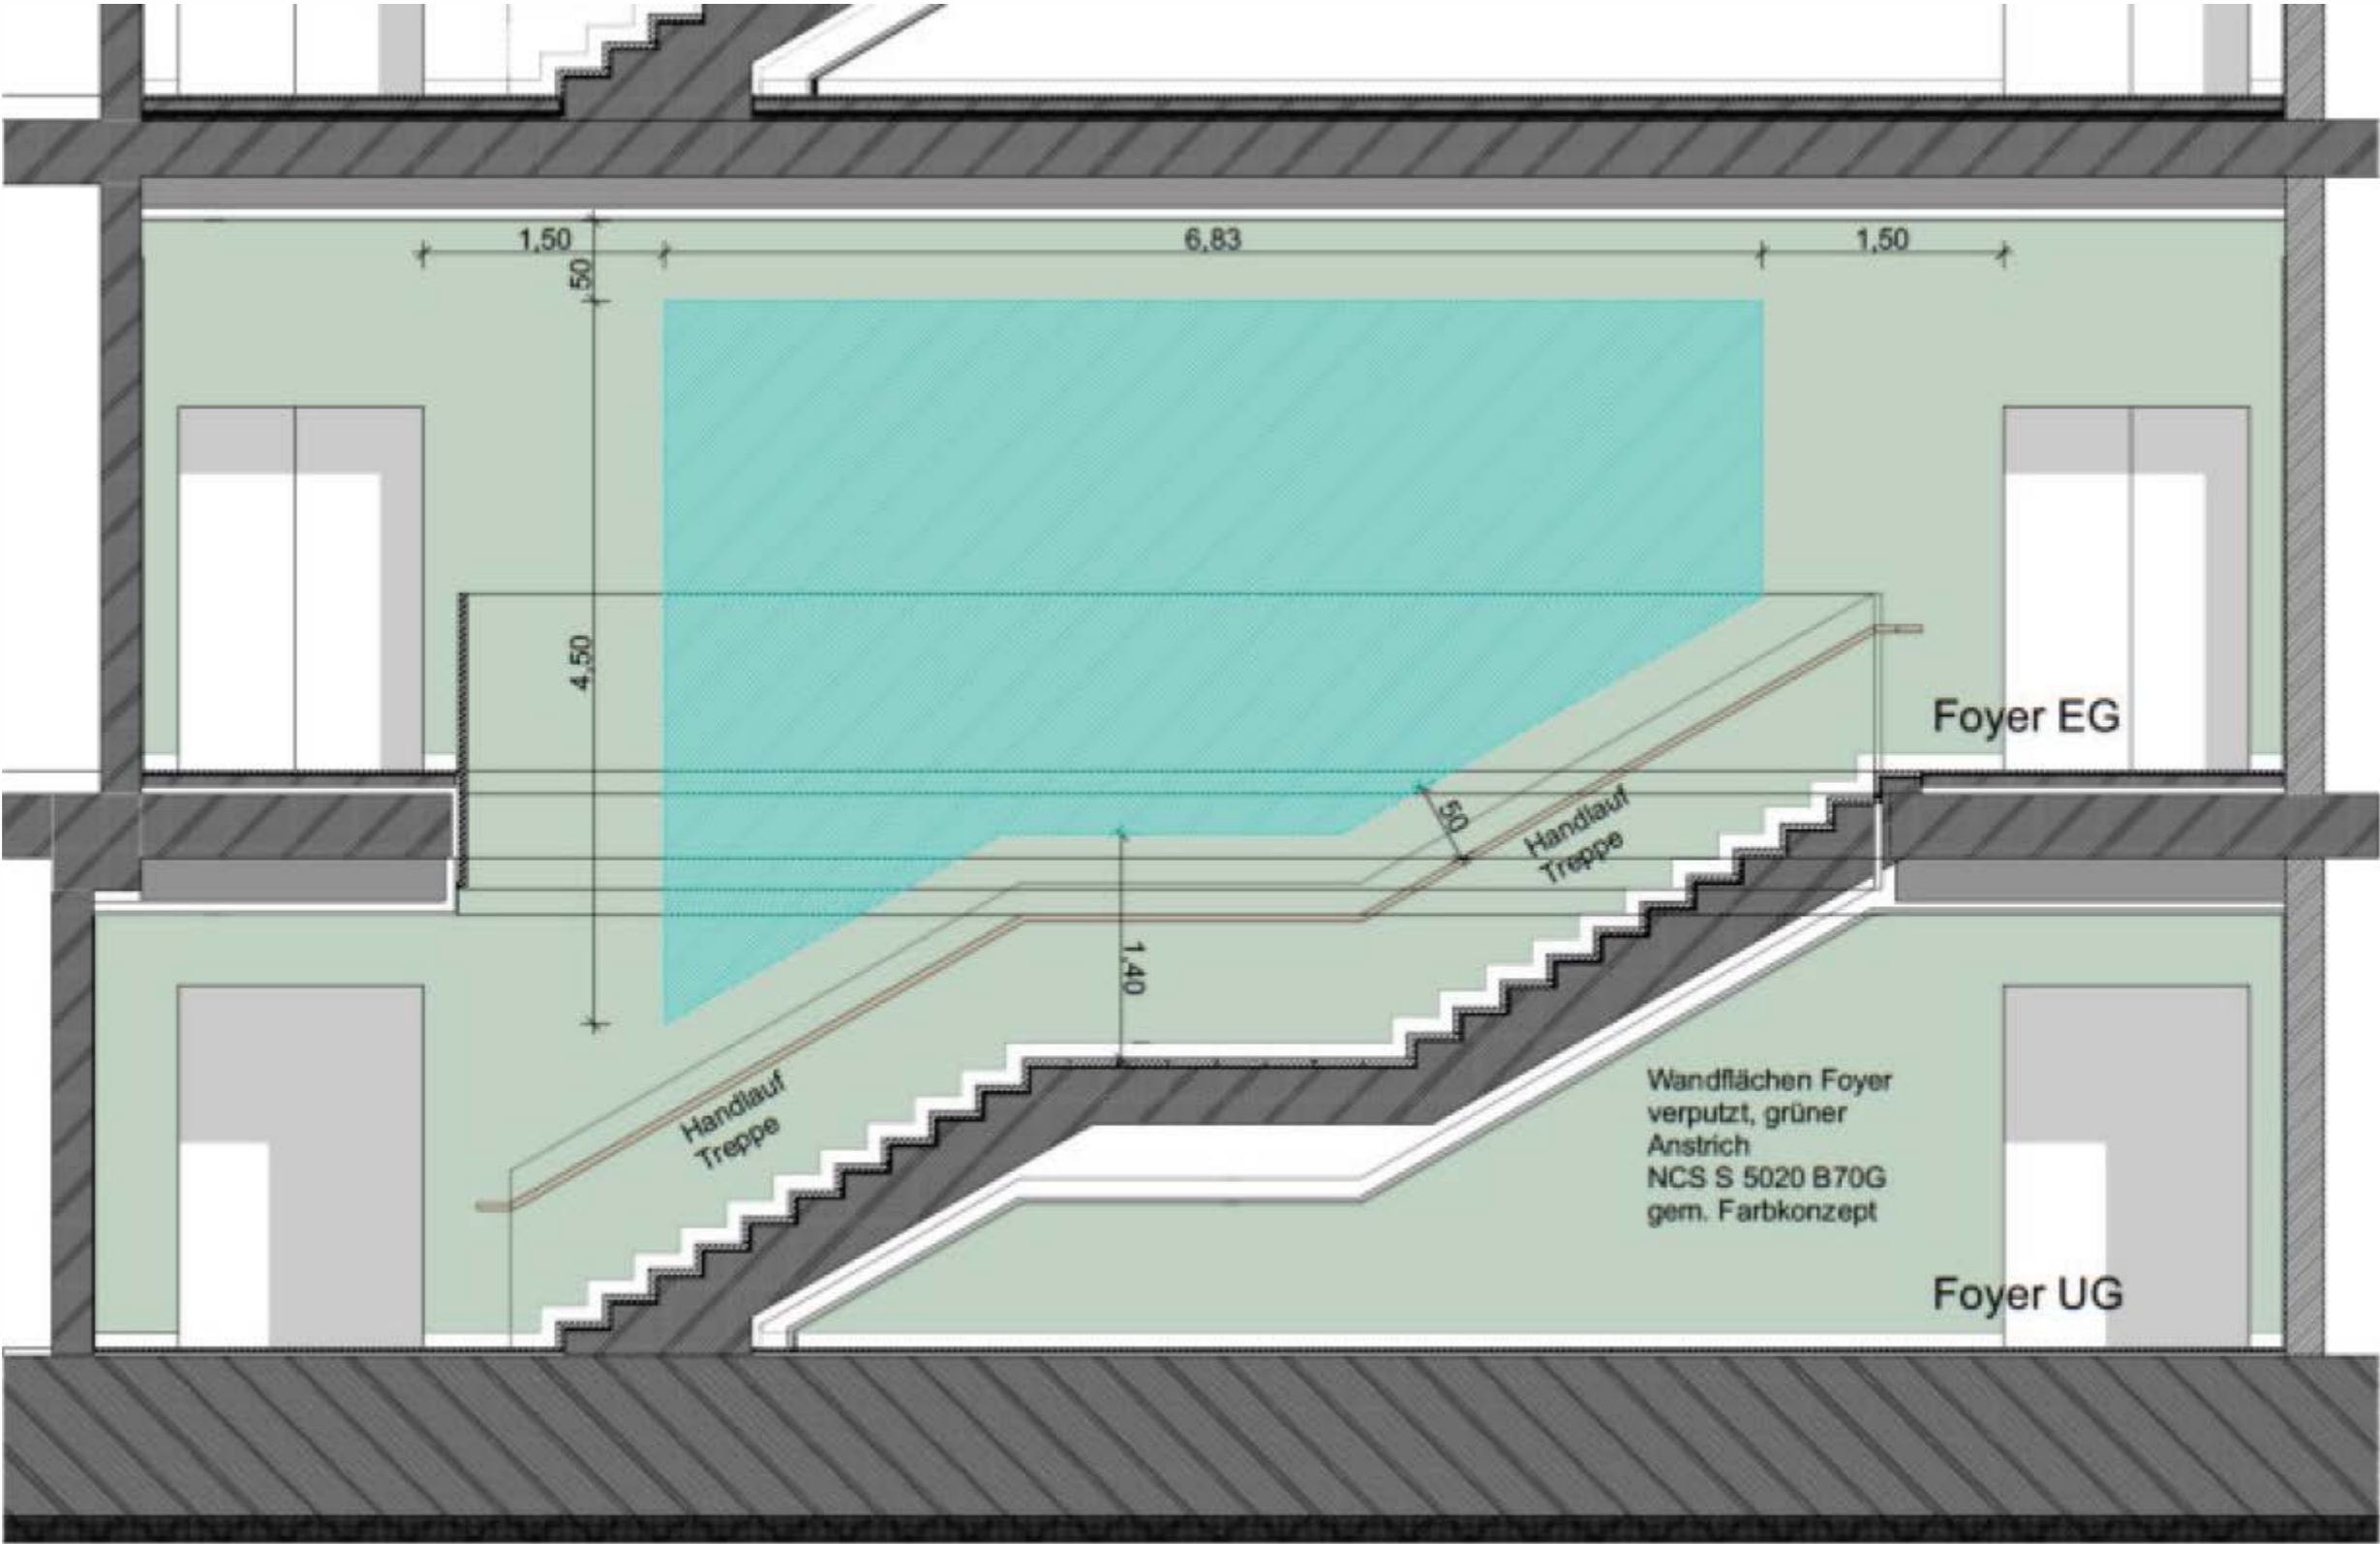 1,50
6,83
1,50
50
4,50
Foyer EG
50
Handlauf
Treppe
1,40
Handlauf
Treppe
Wandflächen Foyer
verputzt, grüner
Anstrich
NCS S 5020 B70G
gem. Farbkonzept
Foyer UG